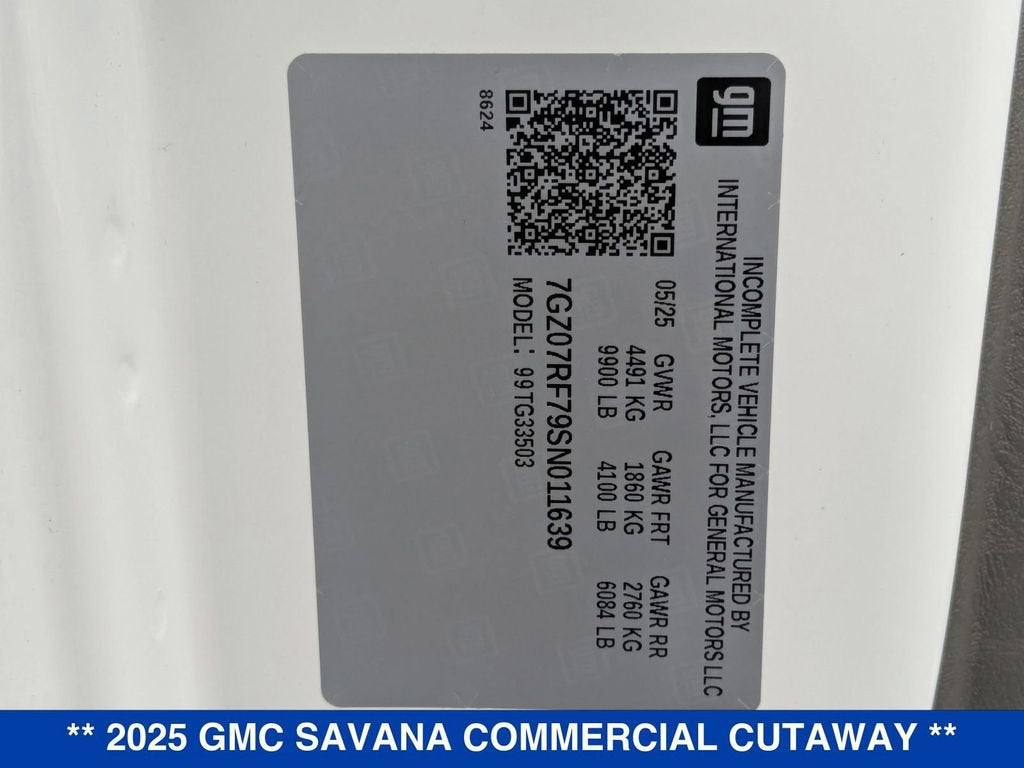 gm
INCOMPLETE VEHICLE MANUFACTURED BY
INTERNATIONAL MOTORS, LLC FOR GENERAL MOTORS LLC
05/25 GVWR GAWR FRT GAWR RR
4491 KG 1860 KG 2760 KG
9900 LB 4100 LB 6084 LB
7GZ07RF79SN011639
MODEL: 99TG33503
8624
** 2025 GMC SAVANA COMMERCIAL CUTAWAY **